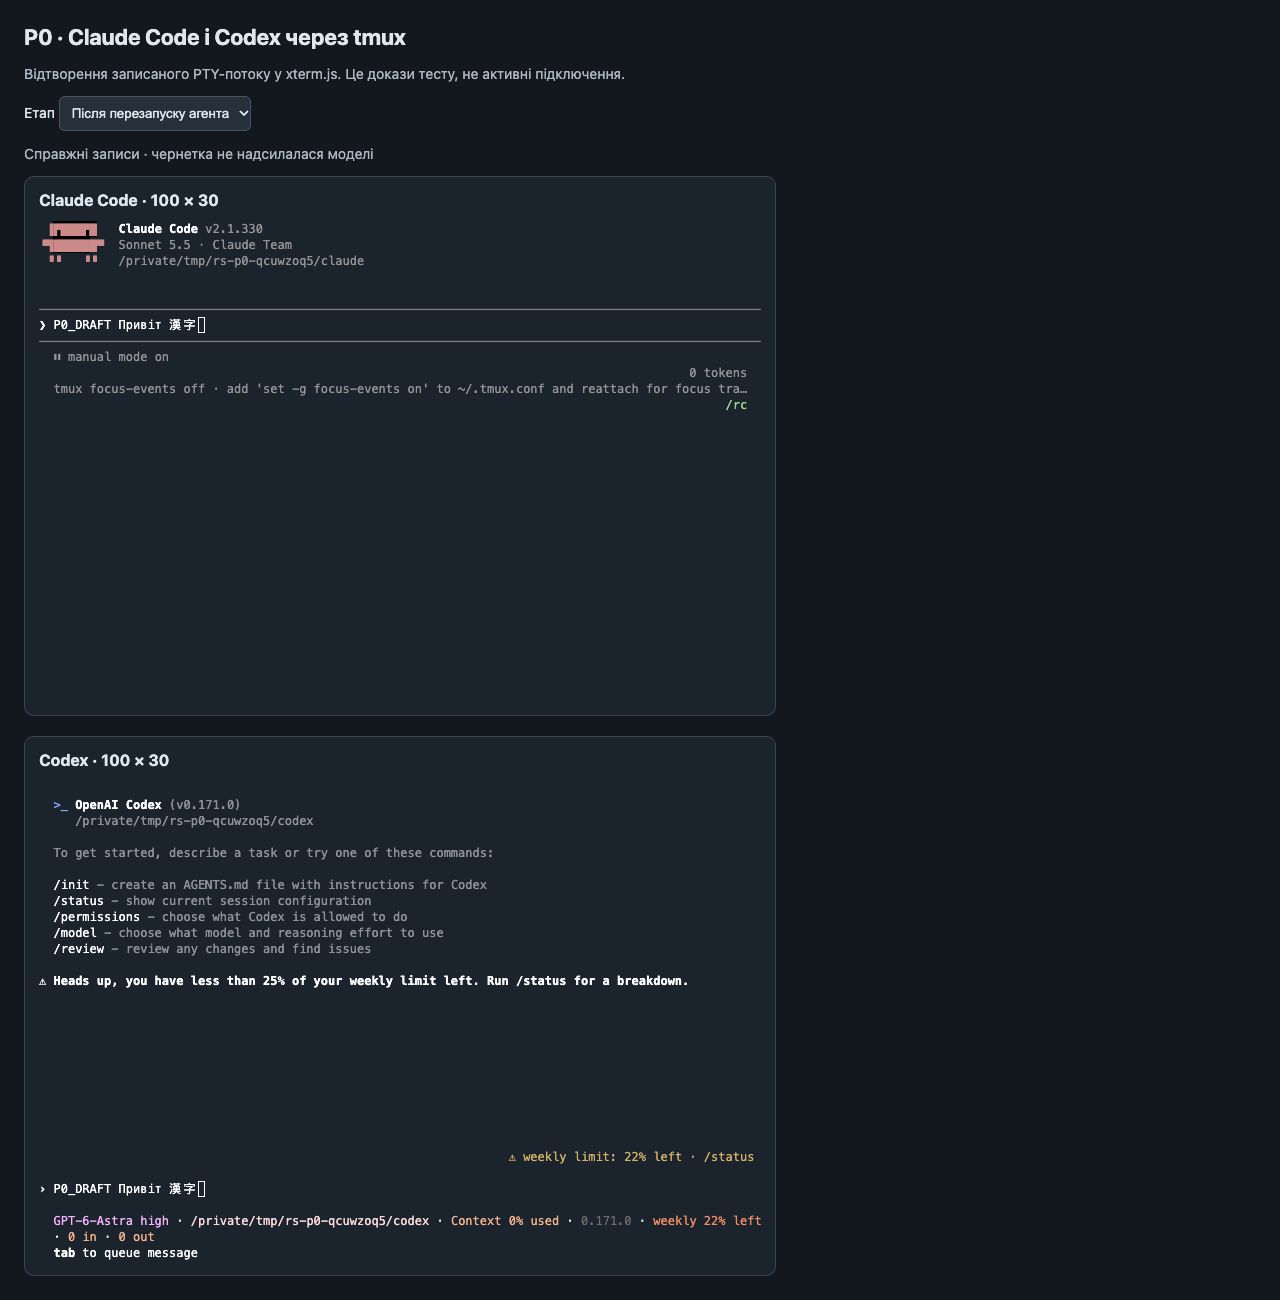 P0 · Claude Code і Codex через tmux
Відтворення записаного PTY-потоку у xterm.js. Це докази тесту, не активні підключення.
Етап Після перезапуску агента
Справжні записи · чернетка не надсилалася моделі
Claude Code · 100 × 30
Claude Code v2.1.330
Sonnet 5.5 · Claude Team
/private/tmp/rs-p0-qcuwzoq5/claude
❯ P0_DRAFT Привіт 漢字
⏸ manual mode on
0 tokens
tmux focus-events off · add 'set -g focus-events on' to ~/.tmux.conf and reattach for focus tra…
/rc
Codex · 100 × 30
>_ OpenAI Codex (v0.171.0)
/private/tmp/rs-p0-qcuwzoq5/codex
To get started, describe a task or try one of these commands:
/init – create an AGENTS.md file with instructions for Codex
/status – show current session configuration
/permissions – choose what Codex is allowed to do
/model – choose what model and reasoning effort to use
/review – review any changes and find issues
⚠ Heads up, you have less than 25% of your weekly limit left. Run /status for a breakdown.
⚠ weekly limit: 22% left · /status
› P0_DRAFT Привіт 漢字
GPT-6-Astra high · /private/tmp/rs-p0-qcuwzoq5/codex · Context 0% used · 0.171.0 · weekly 22% left
· 0 in · 0 out
tab to queue message